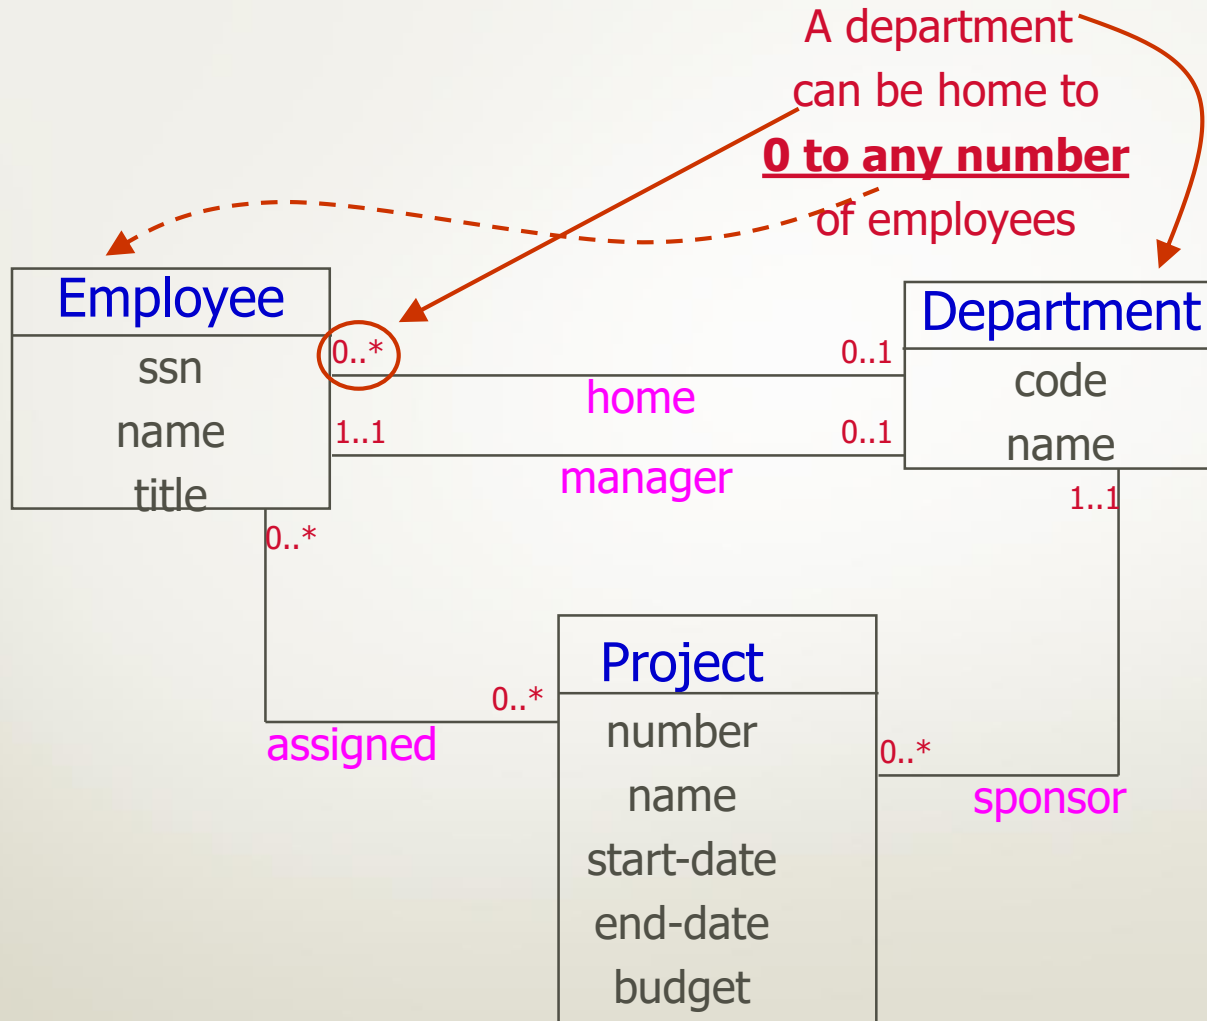 A department
can be home to
0 to any number
of employees
Employee
ssn
name
title
0..*
0..1
home
1..1
0..1
manager
Department
code
name
1..1
0..*
0..*
assigned
Project
number
name
start-date
end-date
budget
0..*
sponsor